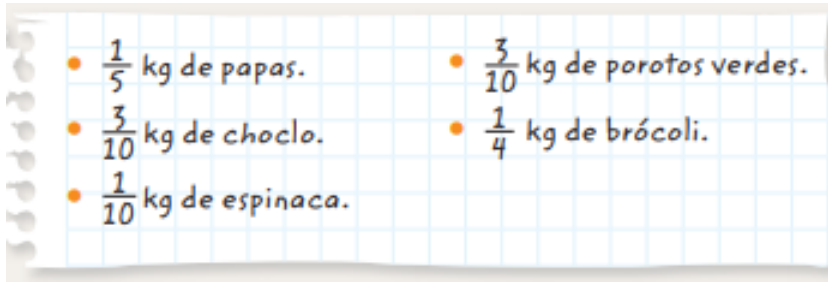 • 1/5 kg de papas.
• 3/10 kg de choclo.
• 1/10 kg de espinaca.
• 3/10 kg de porotos verdes.
• 1/4 kg de brócoli.